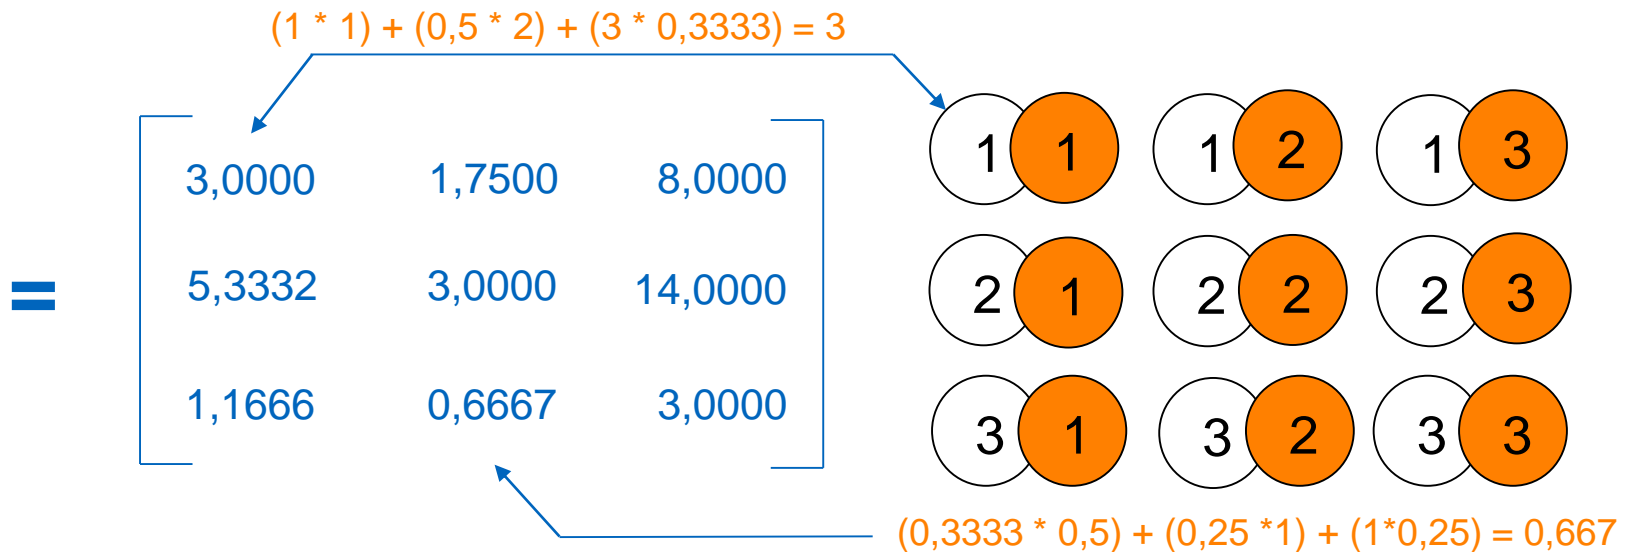 (1 * 1) + (0,5 * 2) + (3 * 0,3333) = 3
3,0000 1,7500 8,0000 1 1 1 2 1 3
= 5,3332 3,0000 14,0000 2 1 2 2 2 3
1,1666 0,6667 3,0000 3 1 3 2 3 3
(0,3333 * 0,5) + (0,25 *1) + (1*0,25) = 0,667